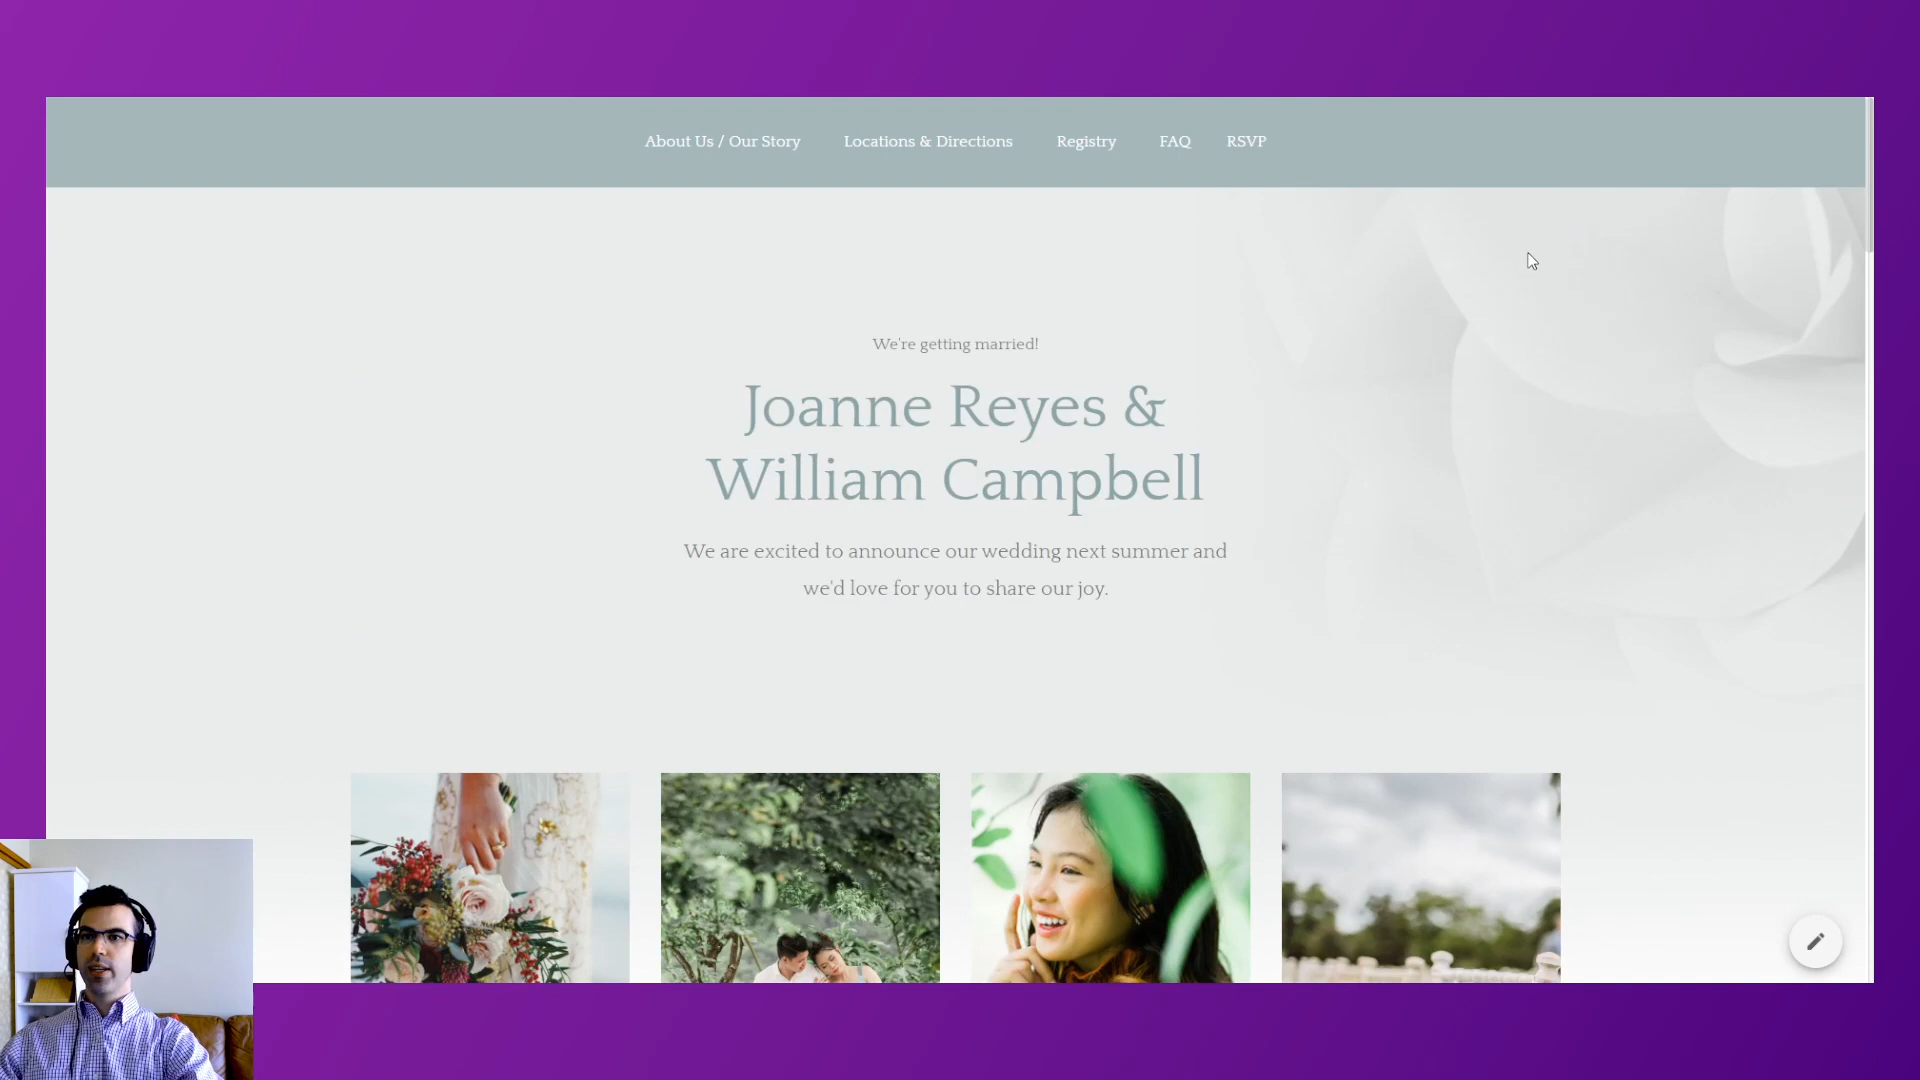 About Us / Our Story Locations & Directions Registry FAQ RSVP
We're getting married!
Joanne Reyes &
William Campbell
We are excited to announce our wedding next summer and
we'd love for you to share our joy.